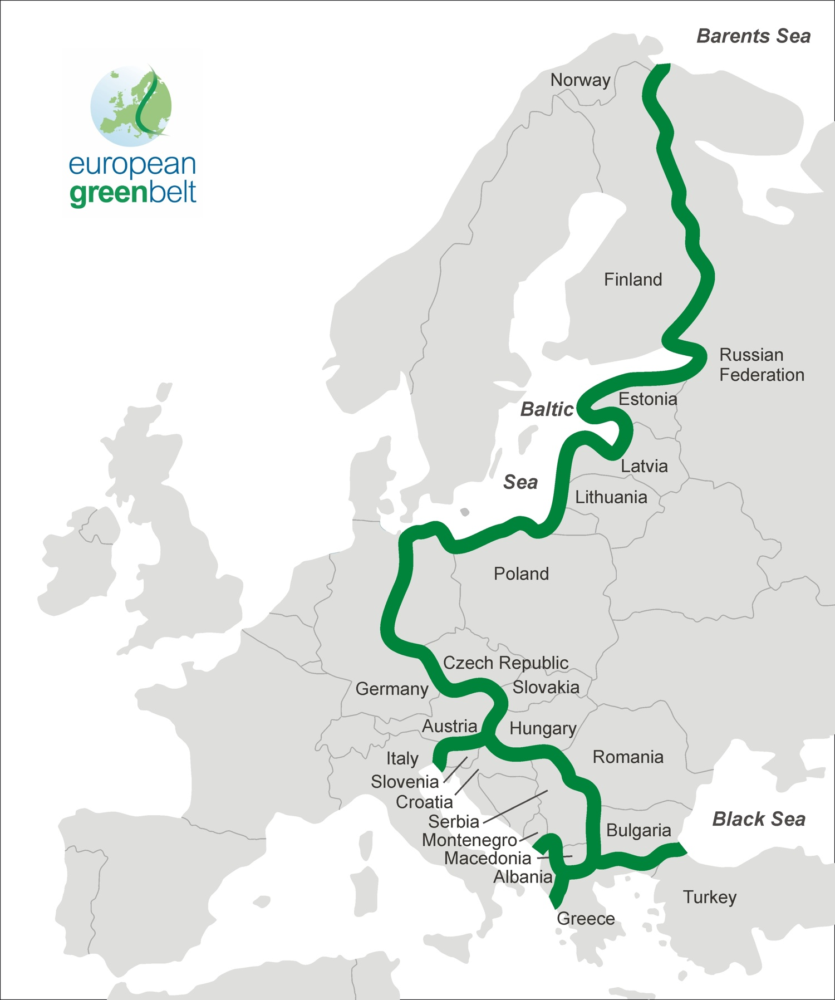 Barents Sea
Norway
european
greenbelt
Finland
Russian
Federation
Estonia
Baltic
Latvia
Sea
Lithuania
Poland
Czech Republic
Slovakia
Germany
Austria
Hungary
Italy
Romania
Slovenia
Croatia
Serbia
Black Sea
Bulgaria
Montenegro
Macedonia
Albania
Turkey
Greece